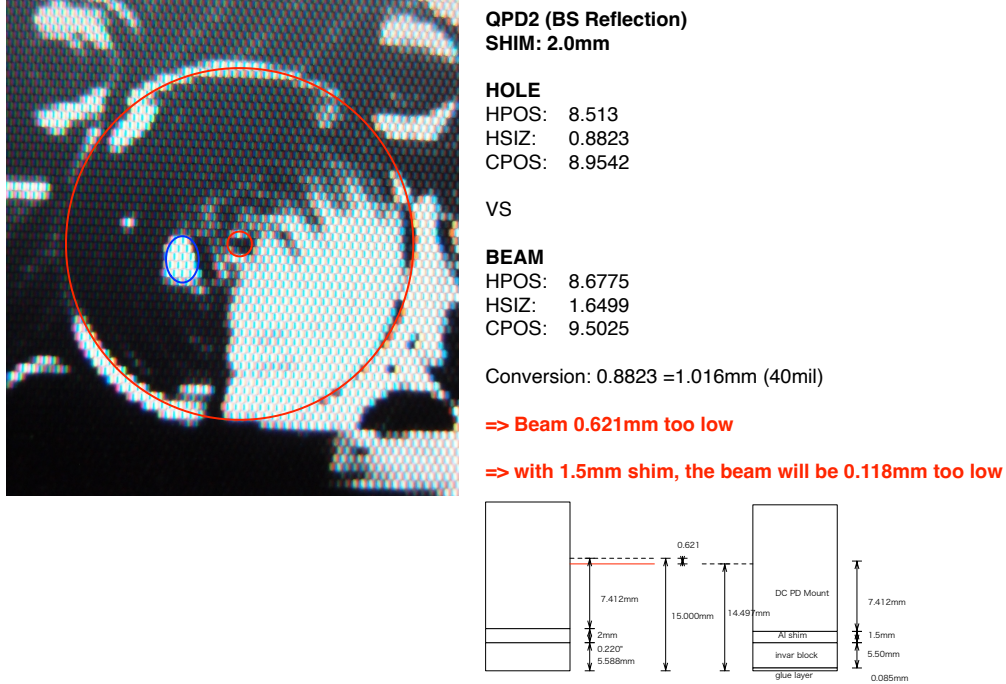 QPD2 (BS Reflection)
SHIM: 2.0mm
HOLE
HPOS: 8.513
HSIZ: 0.8823
CPOS: 8.9542
VS
BEAM
HPOS: 8.6775
HSIZ: 1.6499
CPOS: 9.5025
Conversion: 0.8823 =1.016mm (40mil)
=> Beam 0.621mm too low
=> with 1.5mm shim, the beam will be 0.118mm too low
0.621
7.412mm
2mm
0.220"
5.588mm
15.000mm
14.497mm
DC PD Mount
Al shim
invar block
glue layer
7.412mm
1.5mm
5.50mm
0.085mm